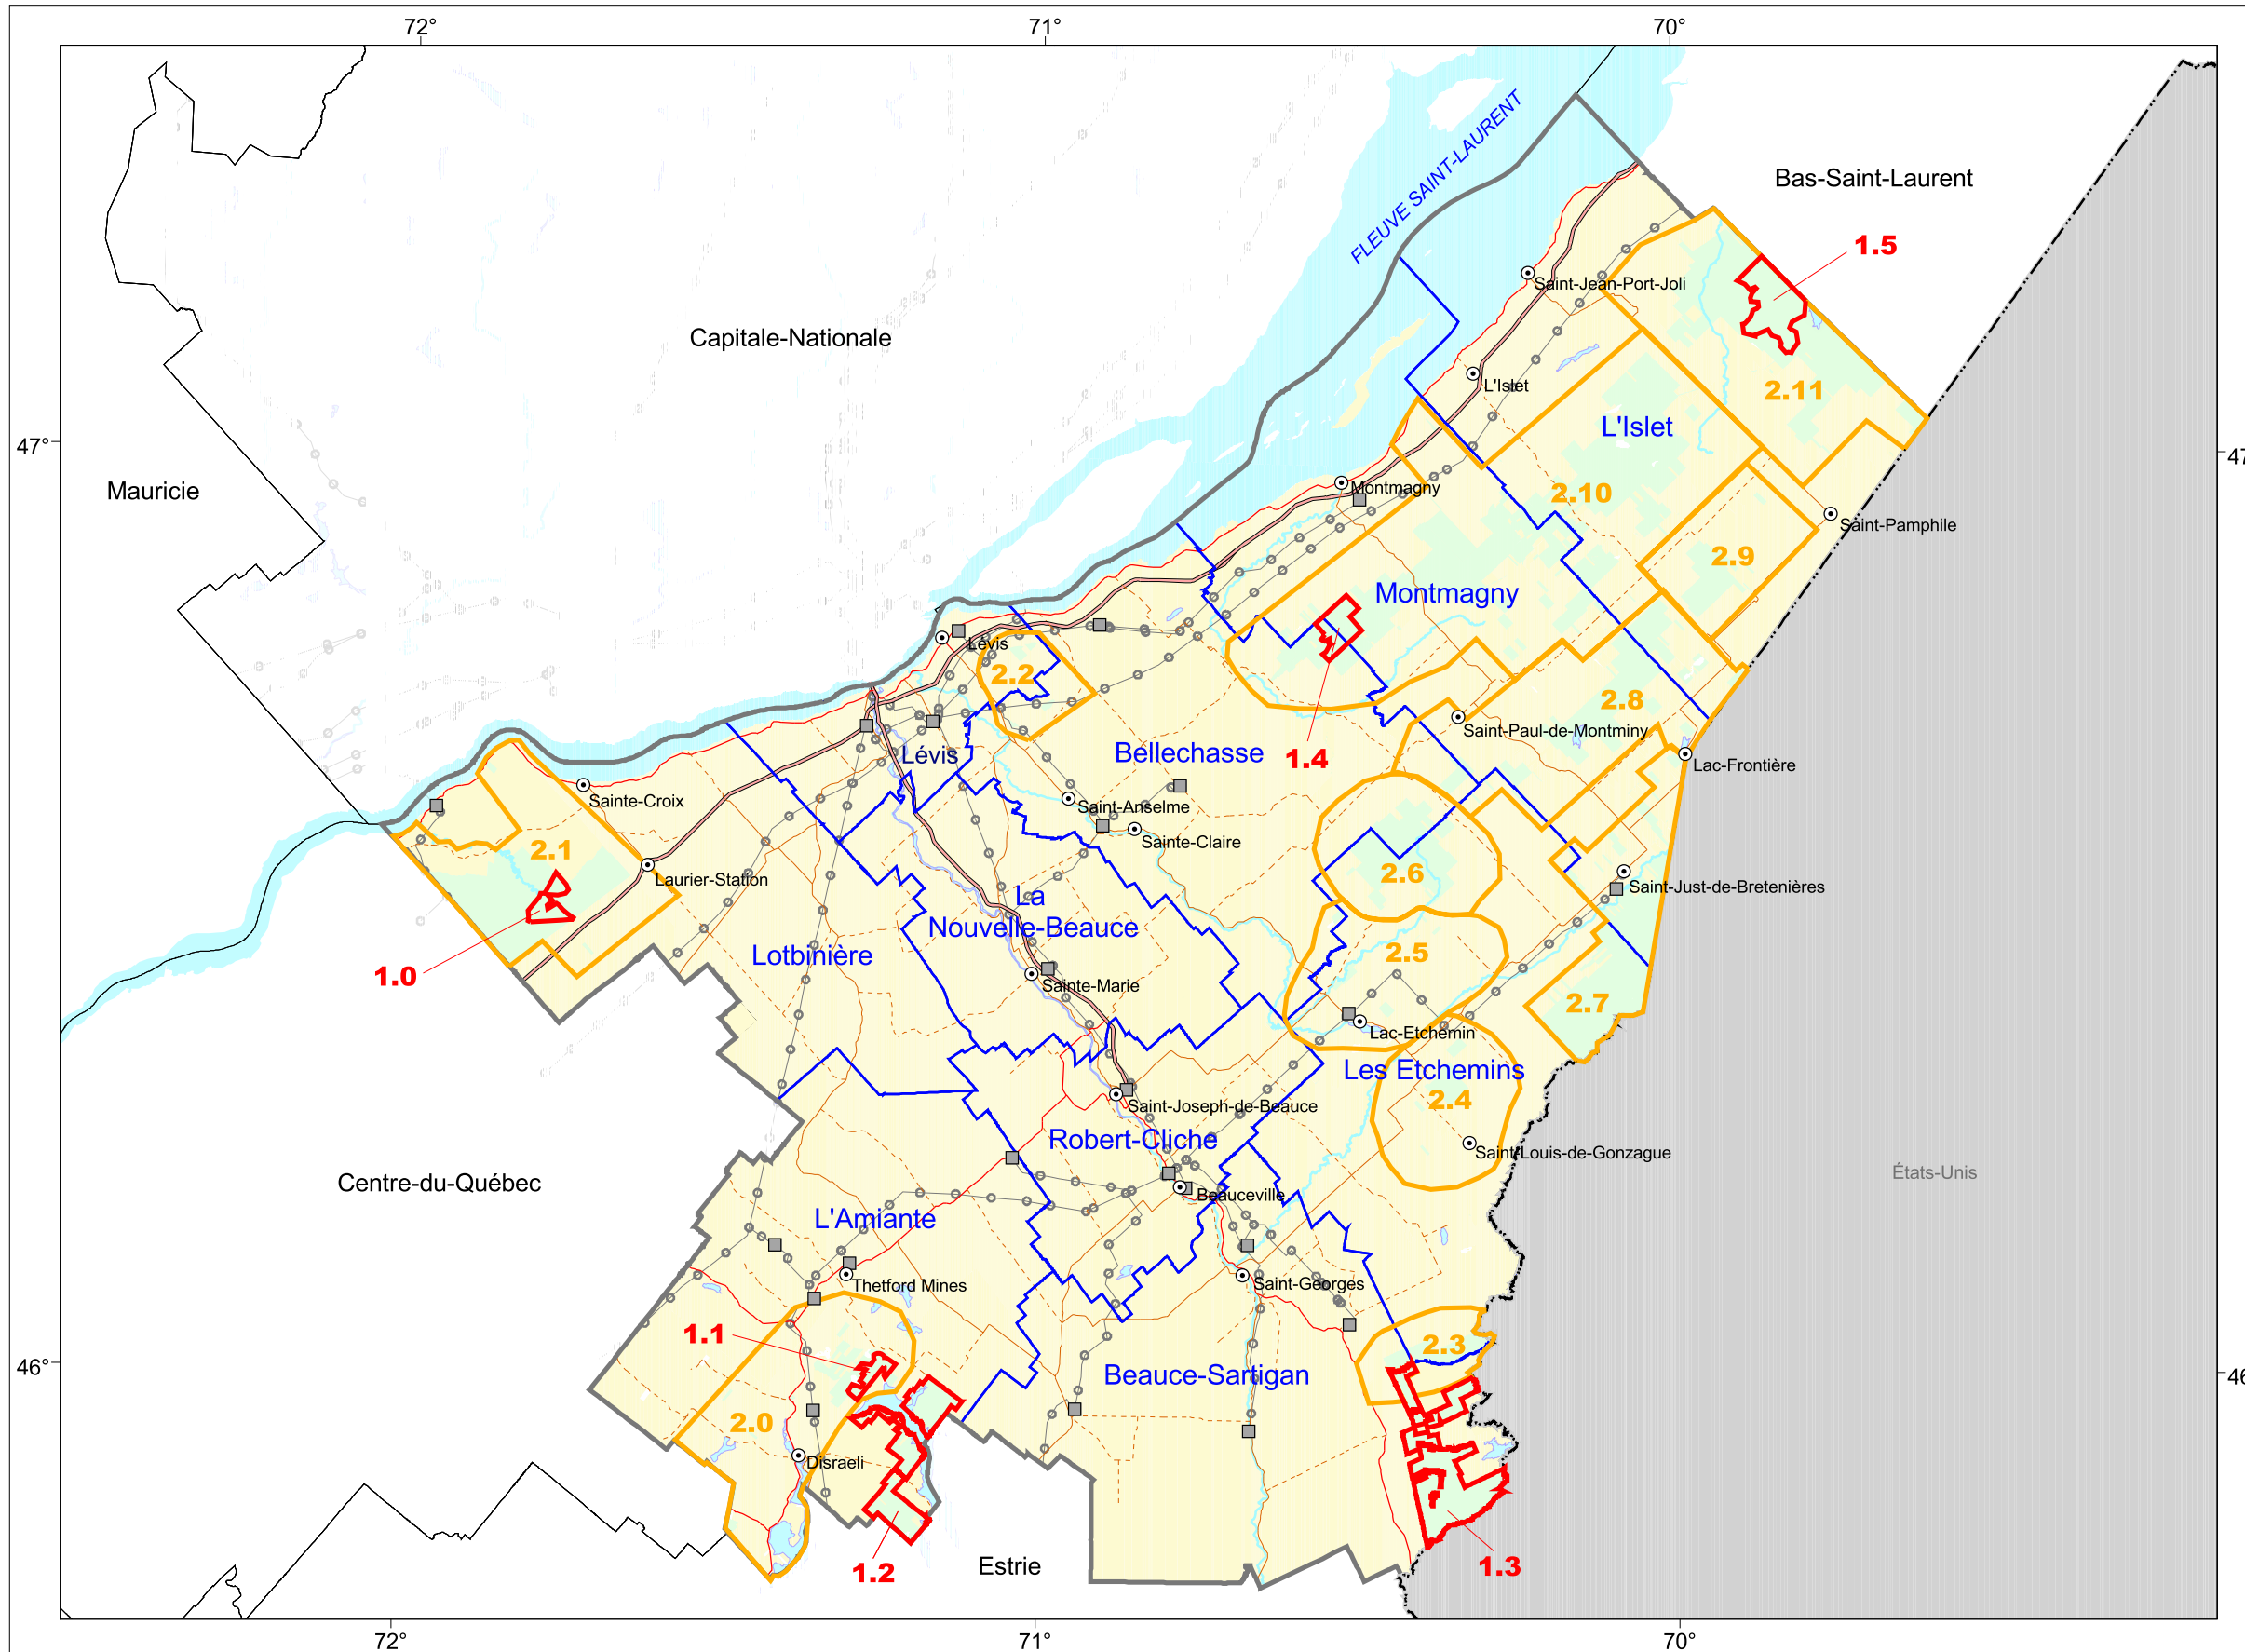 72°
71°
70°
Bas-Saint-Laurent
FLEUVE SAINT-LAURENT
1.5
Saint-Jean-Port-Joli
Capitale-Nationale
L'Islet
2.11
L'Islet
47°
47
Mauricie
Montmagny
2.10
Saint-Pamphile
2.9
Montmagny
Lévis
2.2
2.8
Saint-Paul-de-Montminy
Lévis
Bellechasse
1.4
Lac-Frontière
Sainte-Croix
Saint-Anselme
Sainte-Claire
2.1
Laurier-Station
2.6
Saint-Just-de-Bretenières
La
Nouvelle-Beauce
Lotbinière
2.5
1.0
Sainte-Marie
2.7
Lac-Etchemin
Les Etchemins
2.4
Saint-Joseph-de-Beauce
Robert-Cliche
Saint-Louis-de-Gonzague
Centre-du-Québec
États-Unis
Beauceville
L'Amiante
Thetford Mines
Saint-Georges
1.1
2.3
46°
46
Beauce-Sartigan
2.0
Disraeli
1.2
Estrie
1.3
72°
71°
70°